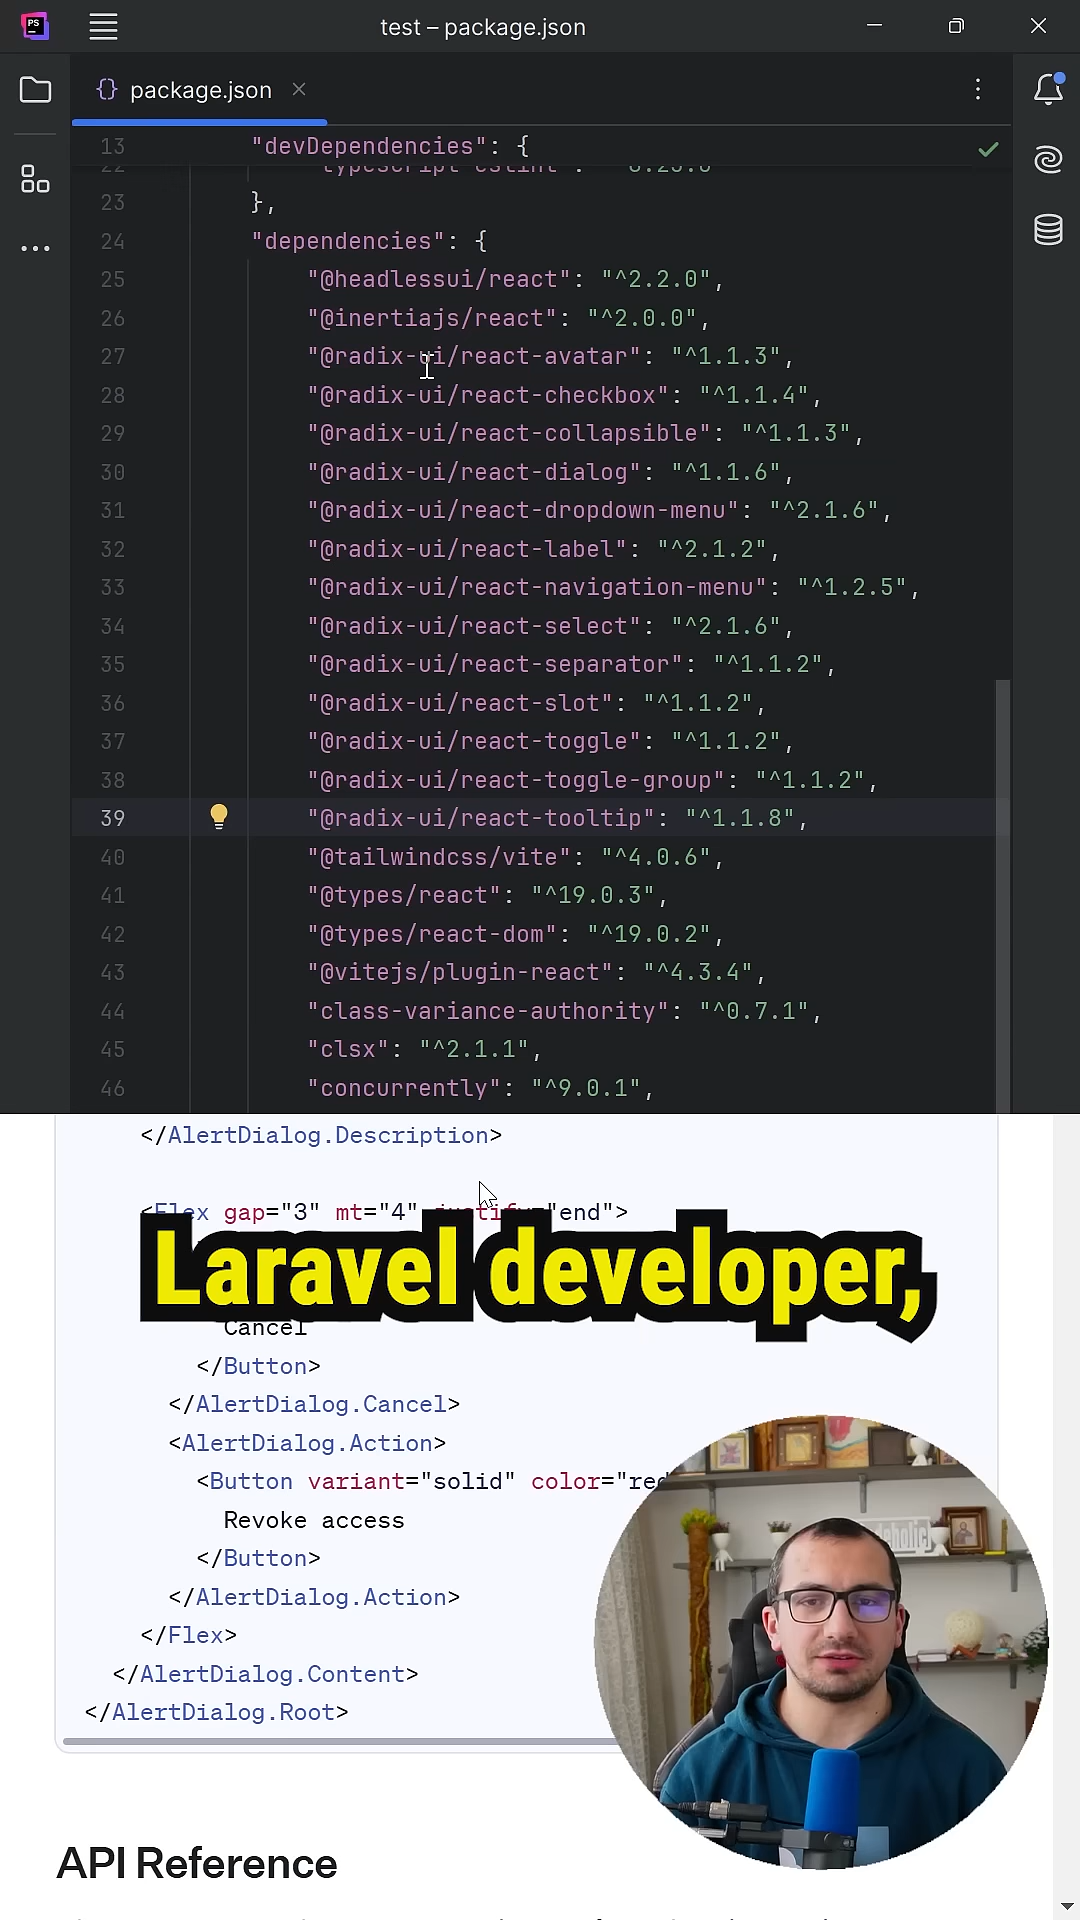 PS
test – package.json
package.json
13 "devDependencies": {
22
23 },
24 "dependencies": {
25 "@headlessui/react": "^2.2.0",
26 "@inertiajs/react": "^2.0.0",
27 "@radix-ui/react-avatar": "^1.1.3",
28 "@radix-ui/react-checkbox": "^1.1.4",
29 "@radix-ui/react-collapsible": "^1.1.3",
30 "@radix-ui/react-dialog": "^1.1.6",
31 "@radix-ui/react-dropdown-menu": "^2.1.6",
32 "@radix-ui/react-label": "^2.1.2",
33 "@radix-ui/react-navigation-menu": "^1.2.5",
34 "@radix-ui/react-select": "^2.1.6",
35 "@radix-ui/react-separator": "^1.1.2",
36 "@radix-ui/react-slot": "^1.1.2",
37 "@radix-ui/react-toggle": "^1.1.2",
38 "@radix-ui/react-toggle-group": "^1.1.2",
39 "@radix-ui/react-tooltip": "^1.1.8",
40 "@tailwindcss/vite": "^4.0.6",
41 "@types/react": "^19.0.3",
42 "@types/react-dom": "^19.0.2",
43 "@vitejs/plugin-react": "^4.3.4",
44 "class-variance-authority": "^0.7.1",
45 "clsx": "^2.1.1",
46 "concurrently": "^9.0.1",
</AlertDialog.Description>
<Flex gap="3" mt="4" justify="end">
Laravel developer,
Cancel
</Button>
</AlertDialog.Cancel>
<AlertDialog.Action>
<Button variant="solid" color="red
Revoke access
</Button>
</AlertDialog.Action>
</Flex>
</AlertDialog.Content>
</AlertDialog.Root>
API Reference